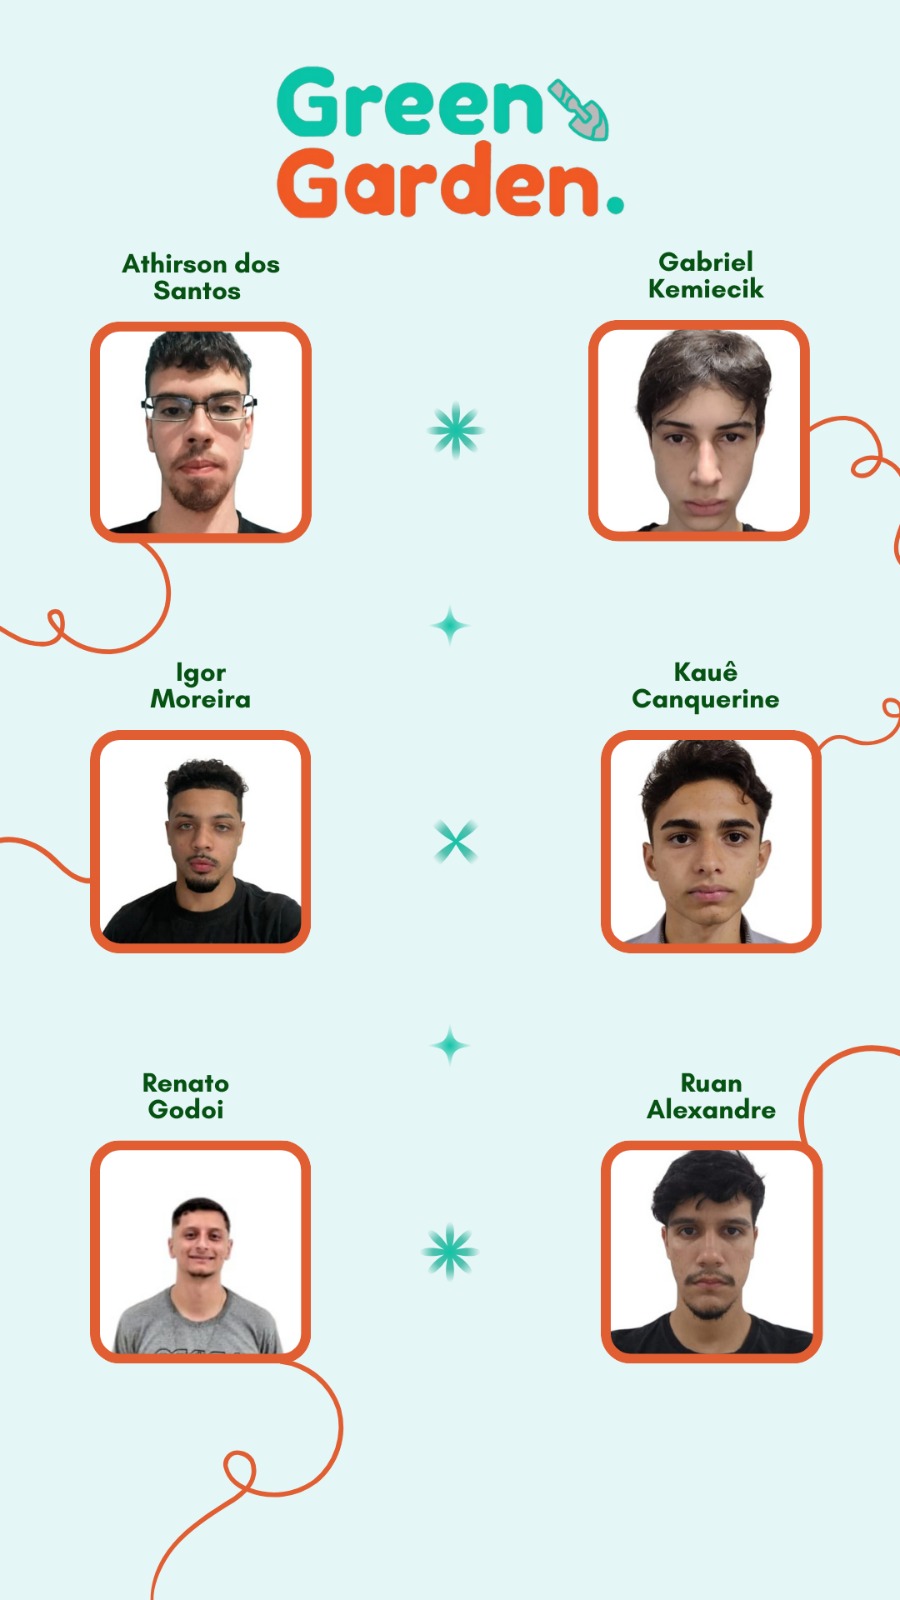 Green
Garden.
Athirson dos
Santos
Gabriel
Kemiecik
Igor
Moreira
Kauê
Canquerine
Renato
Godoi
Ruan
Alexandre